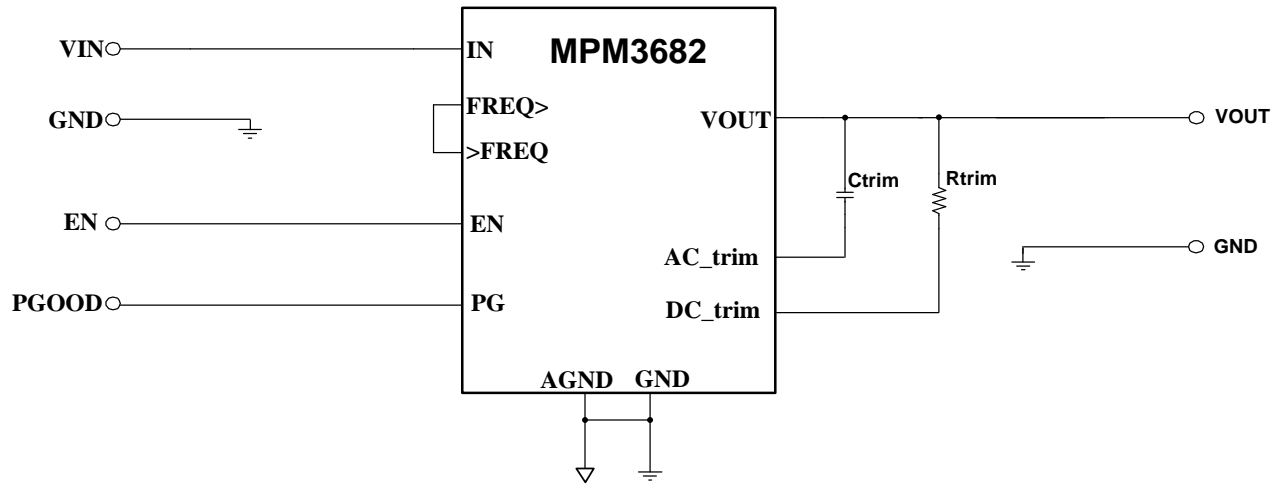 MPM3682
VIN
IN
FREQ>
GND
VOUT
VOUT
>FREQ
Ctrim
Rtrim
EN
EN
GND
AC_trim
PGOOD
PG
DC_trim
AGND
GND